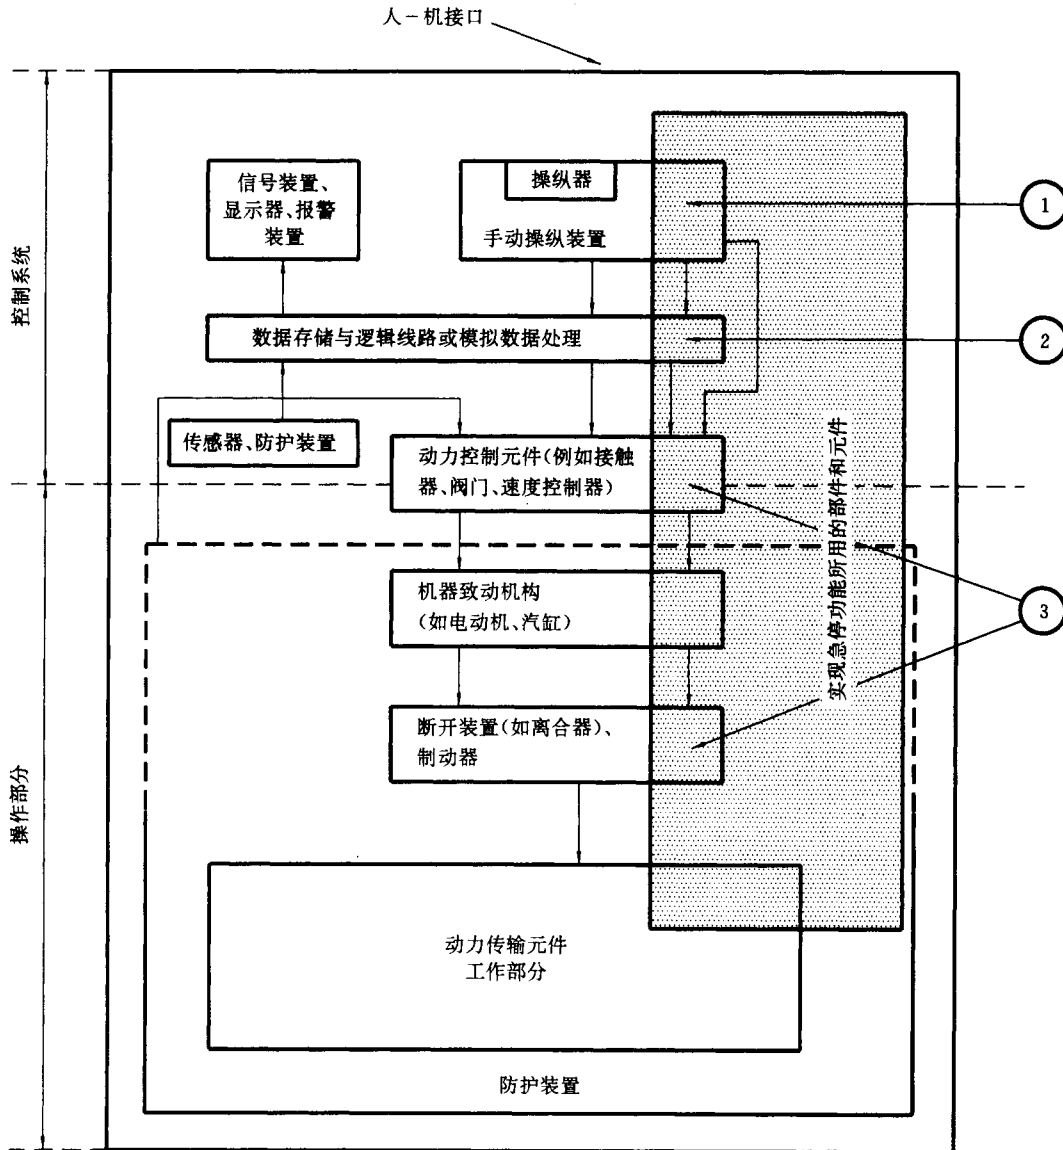 人－机接口
信号装置、
显示器、报警
装置
操纵器
手动操纵装置
1
控制系统
数据存储与逻辑线路或模拟数据处理
2
传感器、防护装置
动力控制元件(例如接触
器、阀门、速度控制器)
实现急停功能所用的部件和元件
机器致动机构
(如电动机、汽缸)
3
断开装置(如离合器)、
制动器
操作部分
动力传输元件
工作部分
防护装置